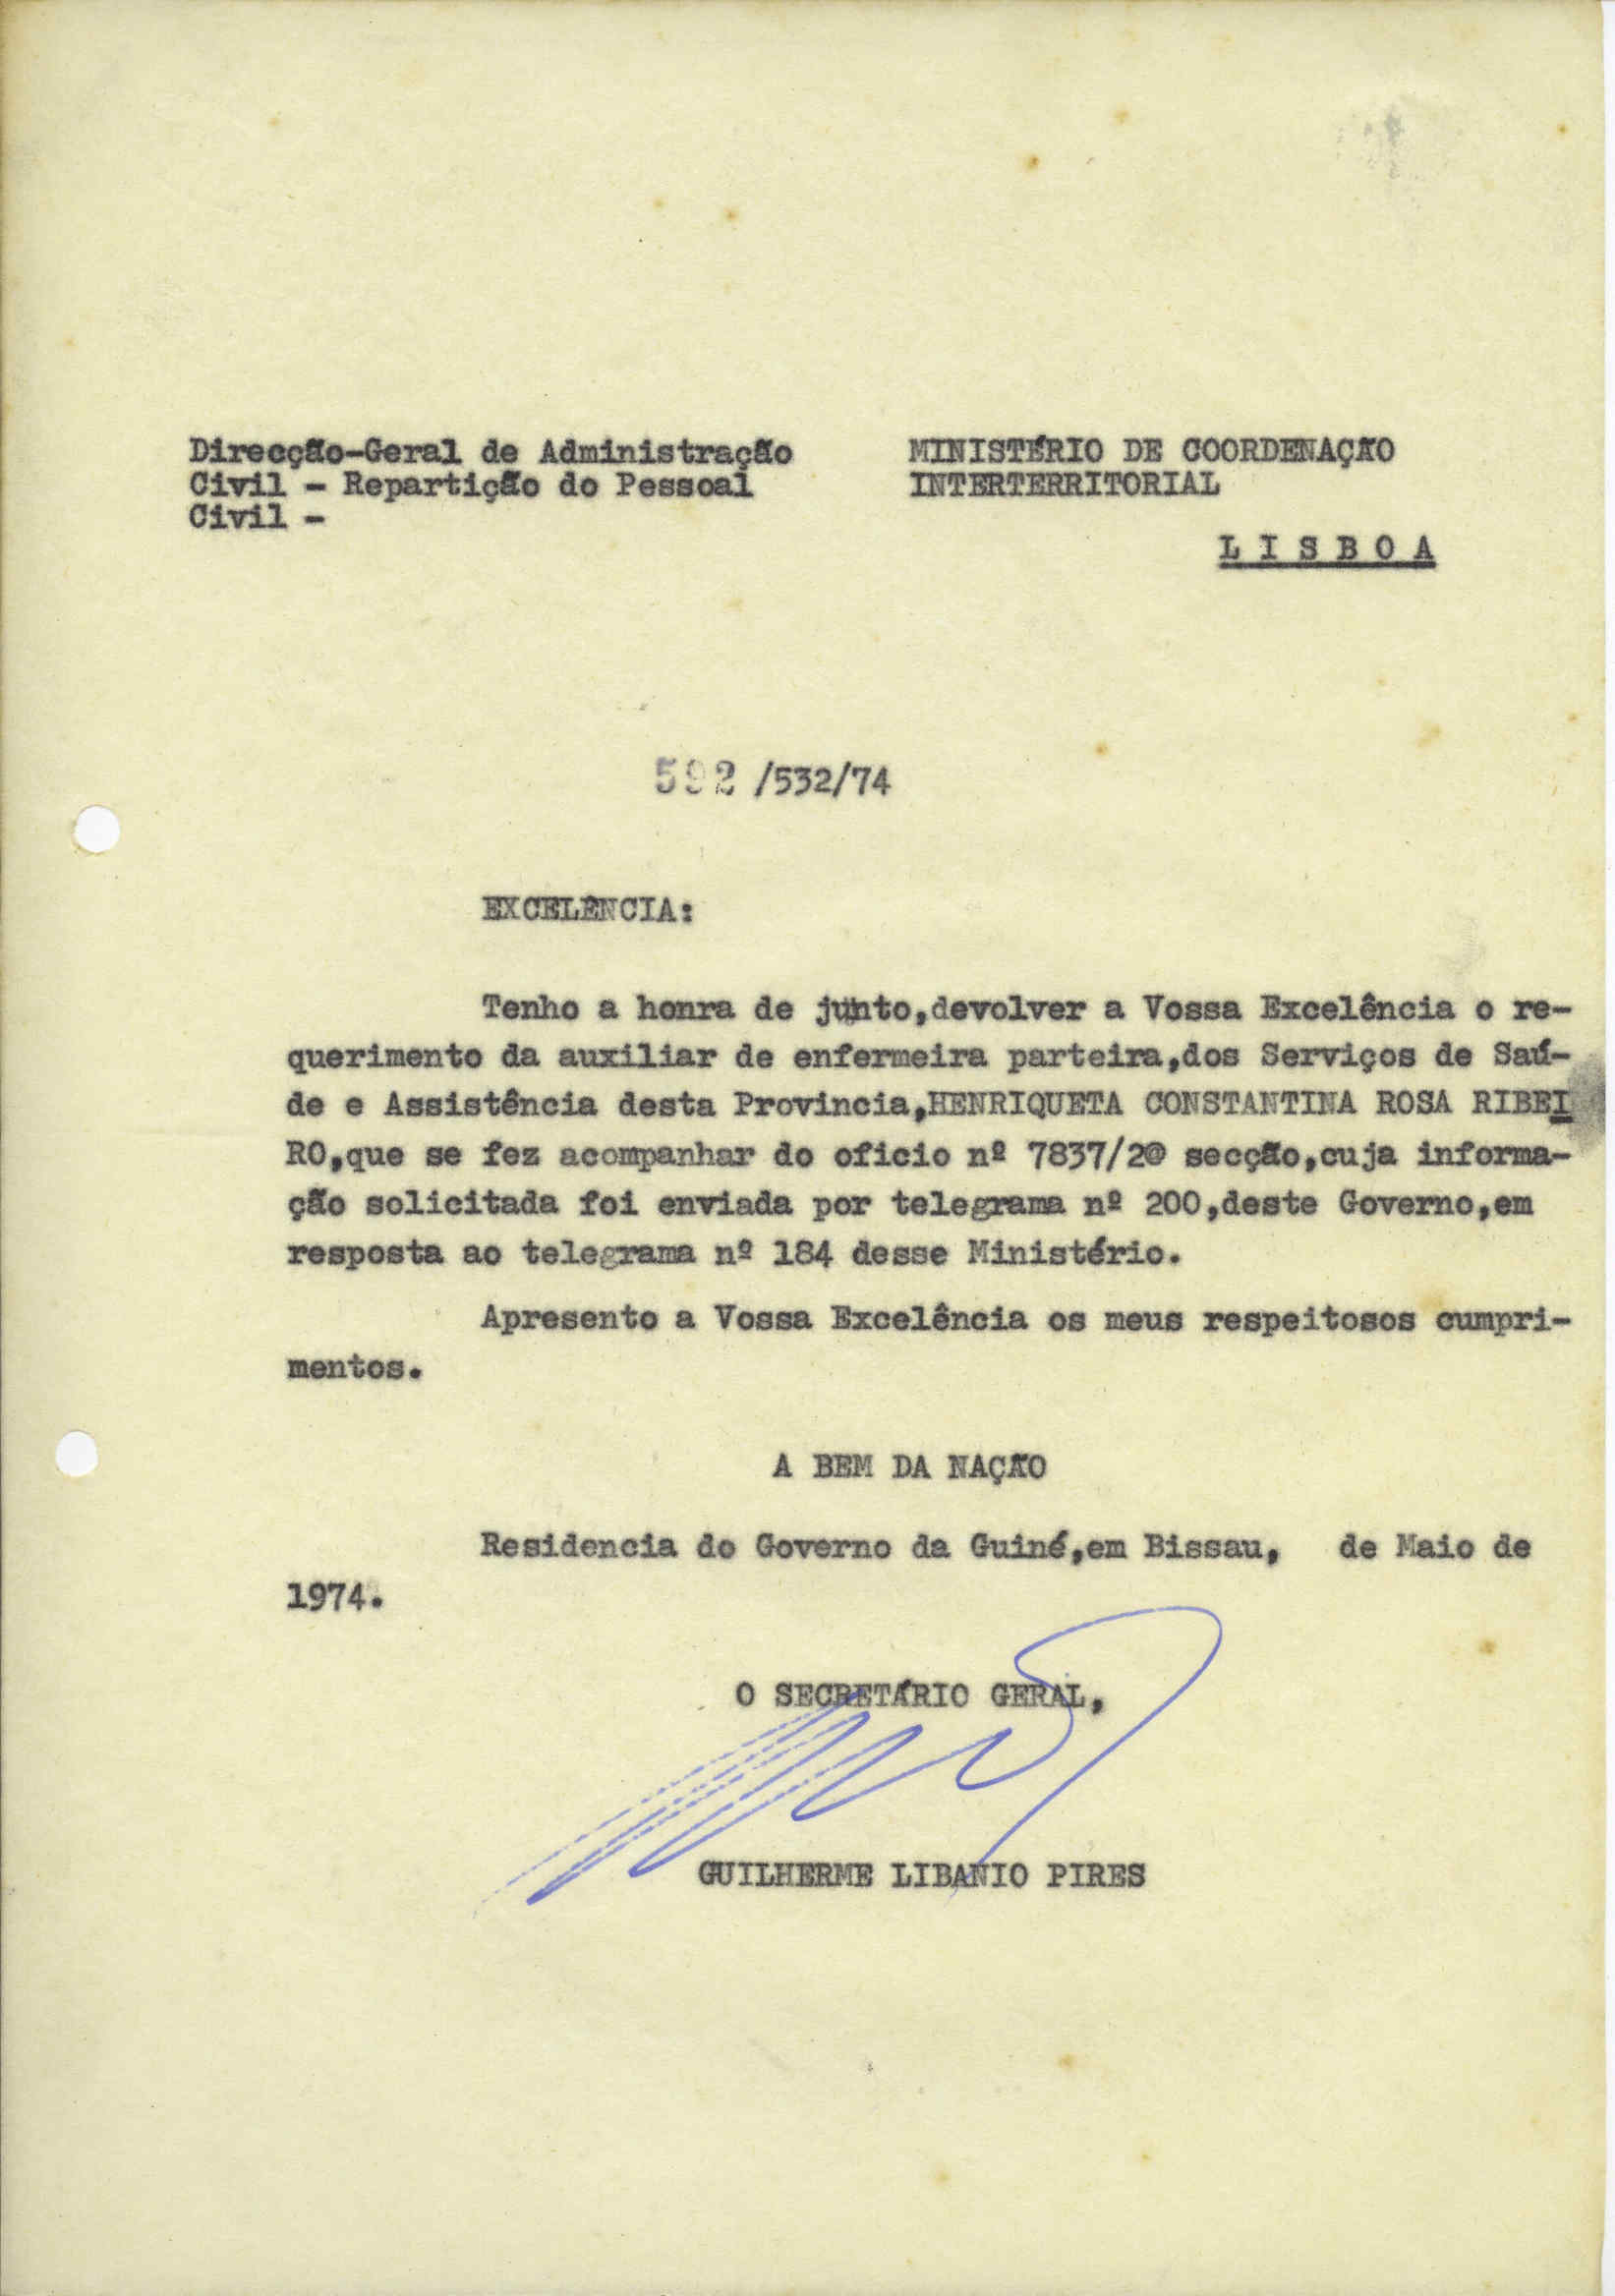 Direcção-Geral de Administração
Civil - Repartição do Pessoal
Civil -
MINISTÉRIO DE COORDENAÇÃO
INTERTERRITORIAL
L I S B O A
592 /532/74
EXCELÊNCIA:
Tenho a honra de junto,devolver a Vossa Excelência o re-
querimento da auxiliar de enfermeira parteira,dos Serviços de Saú-
de e Assistência desta Provincia,HENRIQUETA CONSTANTINA ROSA RIBEI
RO,que se fez acompanhar do oficio nº 7837/2@ secção,cuja informa-
ção solicitada foi enviada por telegrama nº 200,deste Governo,em
resposta ao telegrama nº 184 desse Ministério.
Apresento a Vossa Excelência os meus respeitosos cumpri-
mentos.
A BEM DA NAÇÃO
Residencia do Governo da Guiné,em Bissau, de Maio de
1974.
O SECRETÁRIO GERAL,
GUILHERME LIBANIO PIRES